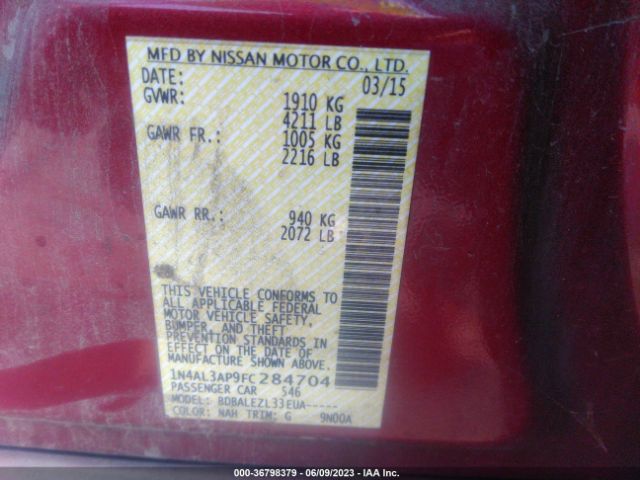 MFD BY NISSAN MOTOR CO., LTD.
DATE: 03/15
GVWR: 1910 KG
4211 LB
GAWR FR.: 1005 KG
2216 LB
GAWR RR.: 940 KG
2072 LB
THIS VEHICLE CONFORMS TO
ALL APPLICABLE FEDERAL
MOTOR VEHICLE SAFETY,
BUMPER, AND THEFT
PREVENTION STANDARDS IN
EFFECT ON THE DATE OF
MANUFACTURE SHOWN ABOVE.
1N4AL3AP9FC284704
PASSENGER CAR 546
MODEL: BDBALEZL33EUA-----
COLOR: NAH TRIM: G 9N00A
000-36798379 - 06/09/2023 - IAA Inc.